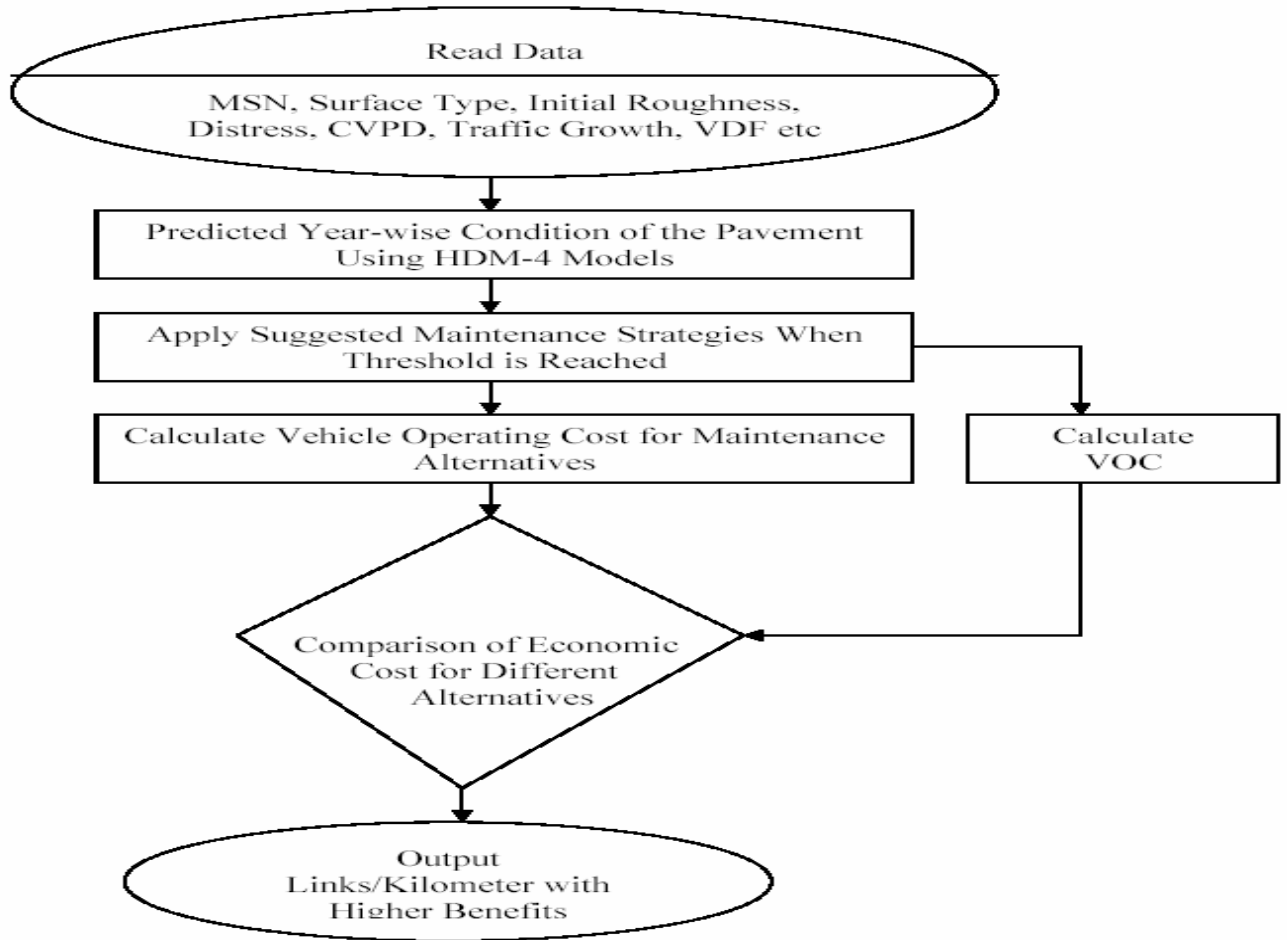 Read Data
MSN, Surface Type, Initial Roughness,
Distress, CVPD, Traffic Growth, VDF etc
Predicted Year-wise Condition of the Pavement
Using HDM-4 Models
Apply Suggested Maintenance Strategies When
Threshold is Reached
Calculate Vehicle Operating Cost for Maintenance
Alternatives
Calculate
VOC
Comparison of Economic
Cost for Different
Alternatives
Output
Links/Kilometer with
Higher Benefits